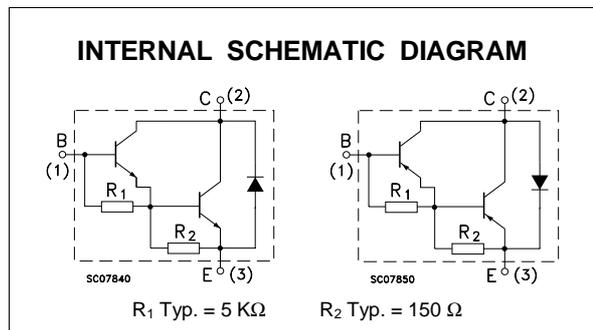 INTERNAL SCHEMATIC DIAGRAM
C (2)
B
(1)
R1
R2
E (3)
SC07840
C (2)
B
(1)
R1
R2
E (3)
SC07850
R1 Typ. = 5 KΩ R2 Typ. = 150 Ω